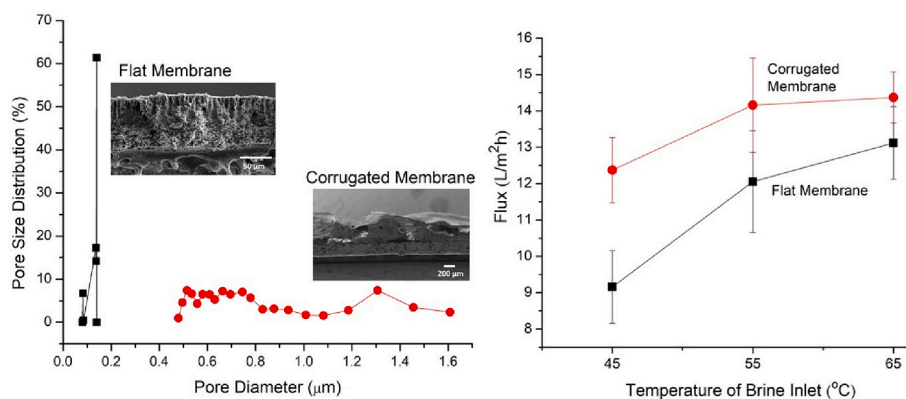 70
60
50
40
30
20
10
0
Pore Size Distribution (%)
Flat Membrane
50 µm
Corrugated Membrane
200 µm
0.0 0.2 0.4 0.6 0.8 1.0 1.2 1.4 1.6
Pore Diameter (µm)
16
15
14
13
12
11
10
9
8
Flux (L/m²h)
Corrugated
Membrane
Flat Membrane
45 55 65
Temperature of Brine Inlet (°C)